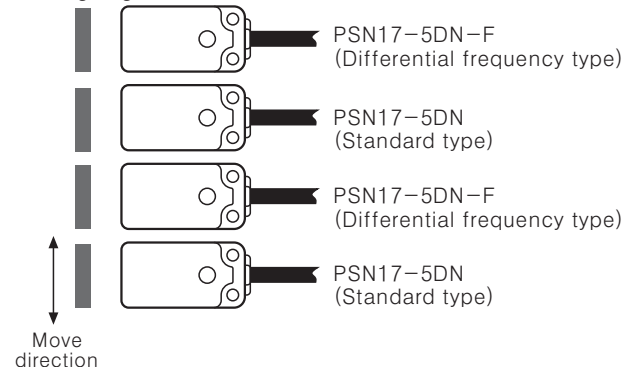 PSN17-5DN-F
(Differential frequency type)
PSN17-5DN
(Standard type)
PSN17-5DN-F
(Differential frequency type)
PSN17-5DN
(Standard type)
Move
direction